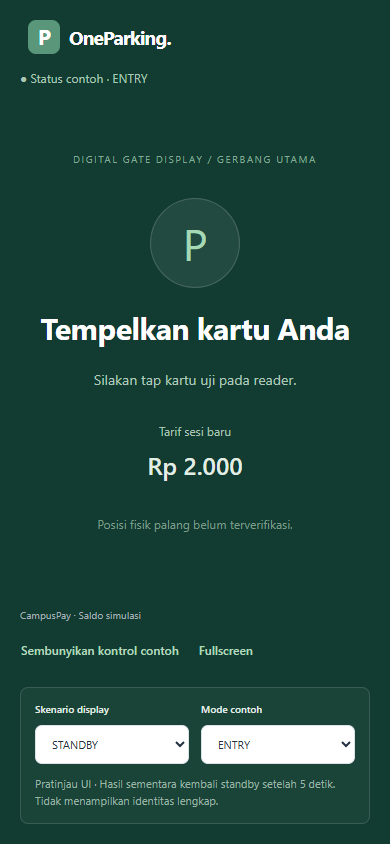 P OneParking.
● Status contoh · ENTRY
DIGITAL GATE DISPLAY / GERBANG UTAMA
P
Tempelkan kartu Anda
Silakan tap kartu uji pada reader.
Tarif sesi baru
Rp 2.000
Posisi fisik palang belum terverifikasi.
CampusPay · Saldo simulasi
Sembunyikan kontrol contoh Fullscreen
Skenario display Mode contoh
STANDBY ENTRY
Pratinjau UI · Hasil sementara kembali standby setelah 5 detik.
Tidak menampilkan identitas lengkap.